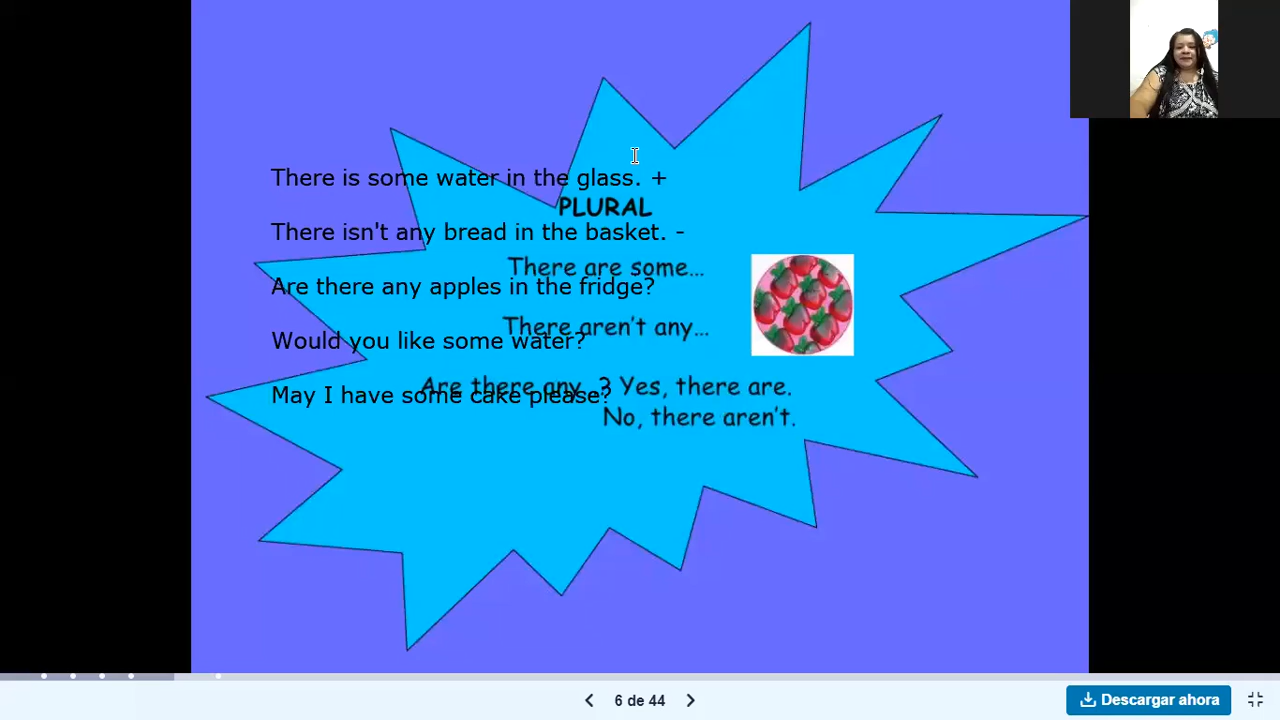 There is some water in the glass. +
PLURAL
There isn't any bread in the basket. -
There are some...
Are there any apples in the fridge?
There aren't any...
Would you like some water?
Are there any...? Yes, there are.
May I have some cake please?
No, there aren't.
6 de 44
Descargar ahora